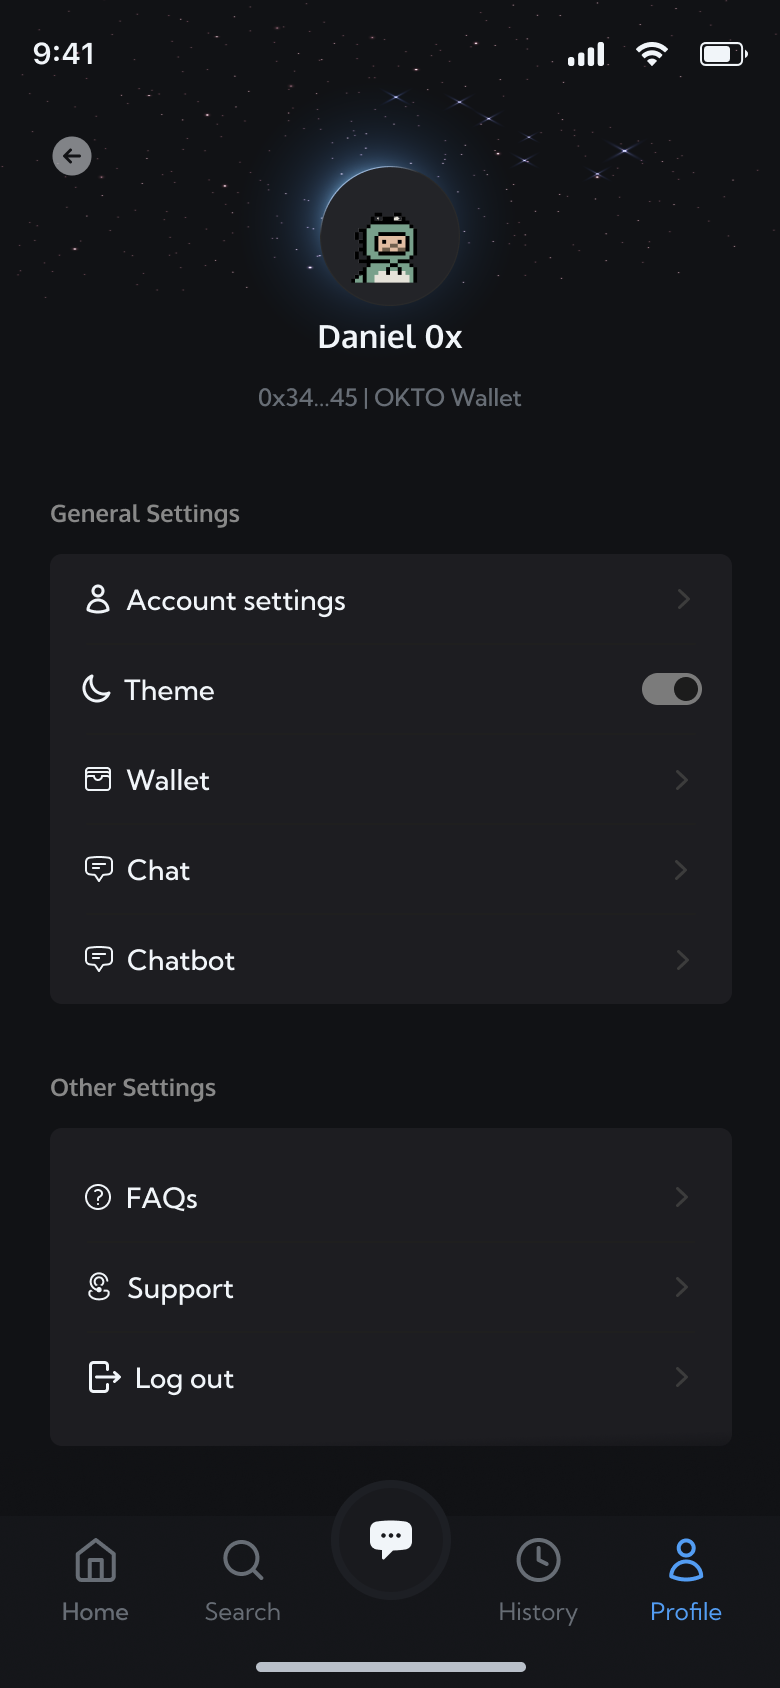 9:41
Daniel 0x
0x34...45 | OKTO Wallet
General Settings
Account settings
Theme
Wallet
Chat
Chatbot
Other Settings
FAQs
Support
Log out
Home
Search
History
Profile